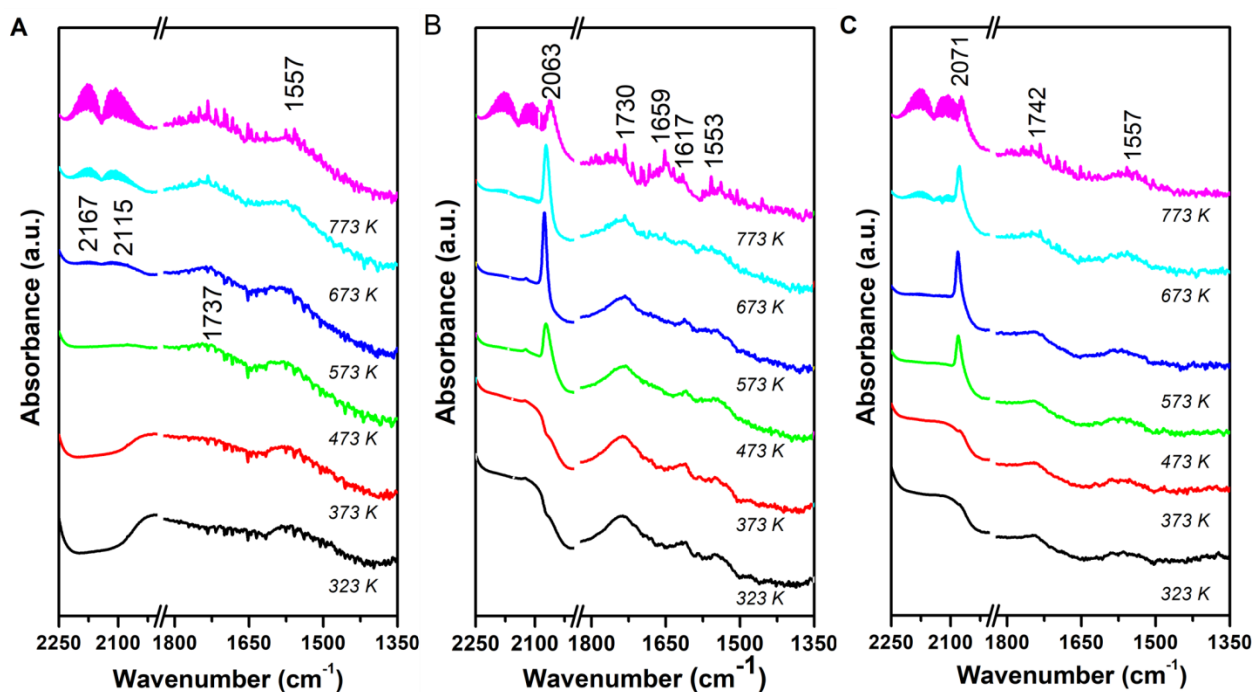 A
Absorbance (a.u.)
2167
2115
1737
1557
773 K
673 K
573 K
473 K
373 K
323 K
2250
2100
1800
1650
1500
1350
Wavenumber (cm⁻¹)
B
Absorbance (a.u.)
2063
1730
1659
1617
1553
773 K
673 K
573 K
473 K
373 K
323 K
2250
2100
1800
1650
1500
1350
Wavenumber (cm⁻¹)
C
Absorbance (a.u.)
2071
1742
1557
773 K
673 K
573 K
473 K
373 K
323 K
2250
2100
1800
1650
1500
1350
Wavenumber (cm⁻¹)